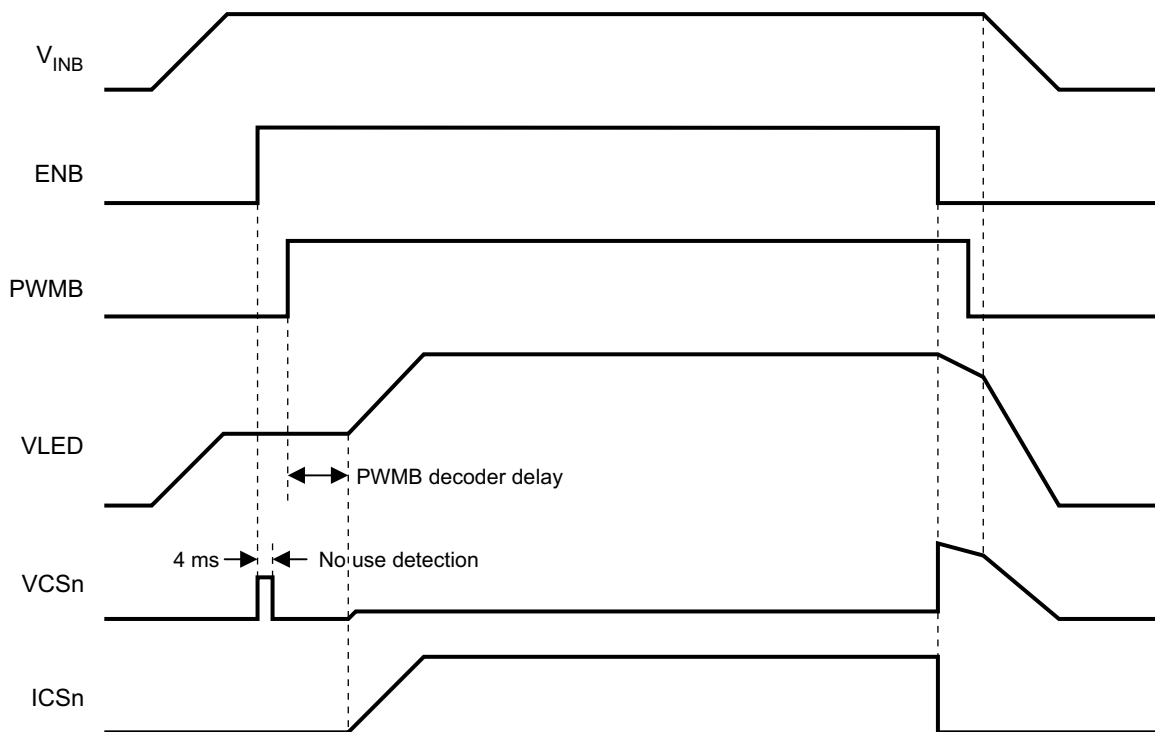 VINB
ENB
PWMB
VLED
PWMB decoder delay
4 ms No use detection
VCSn
ICSn